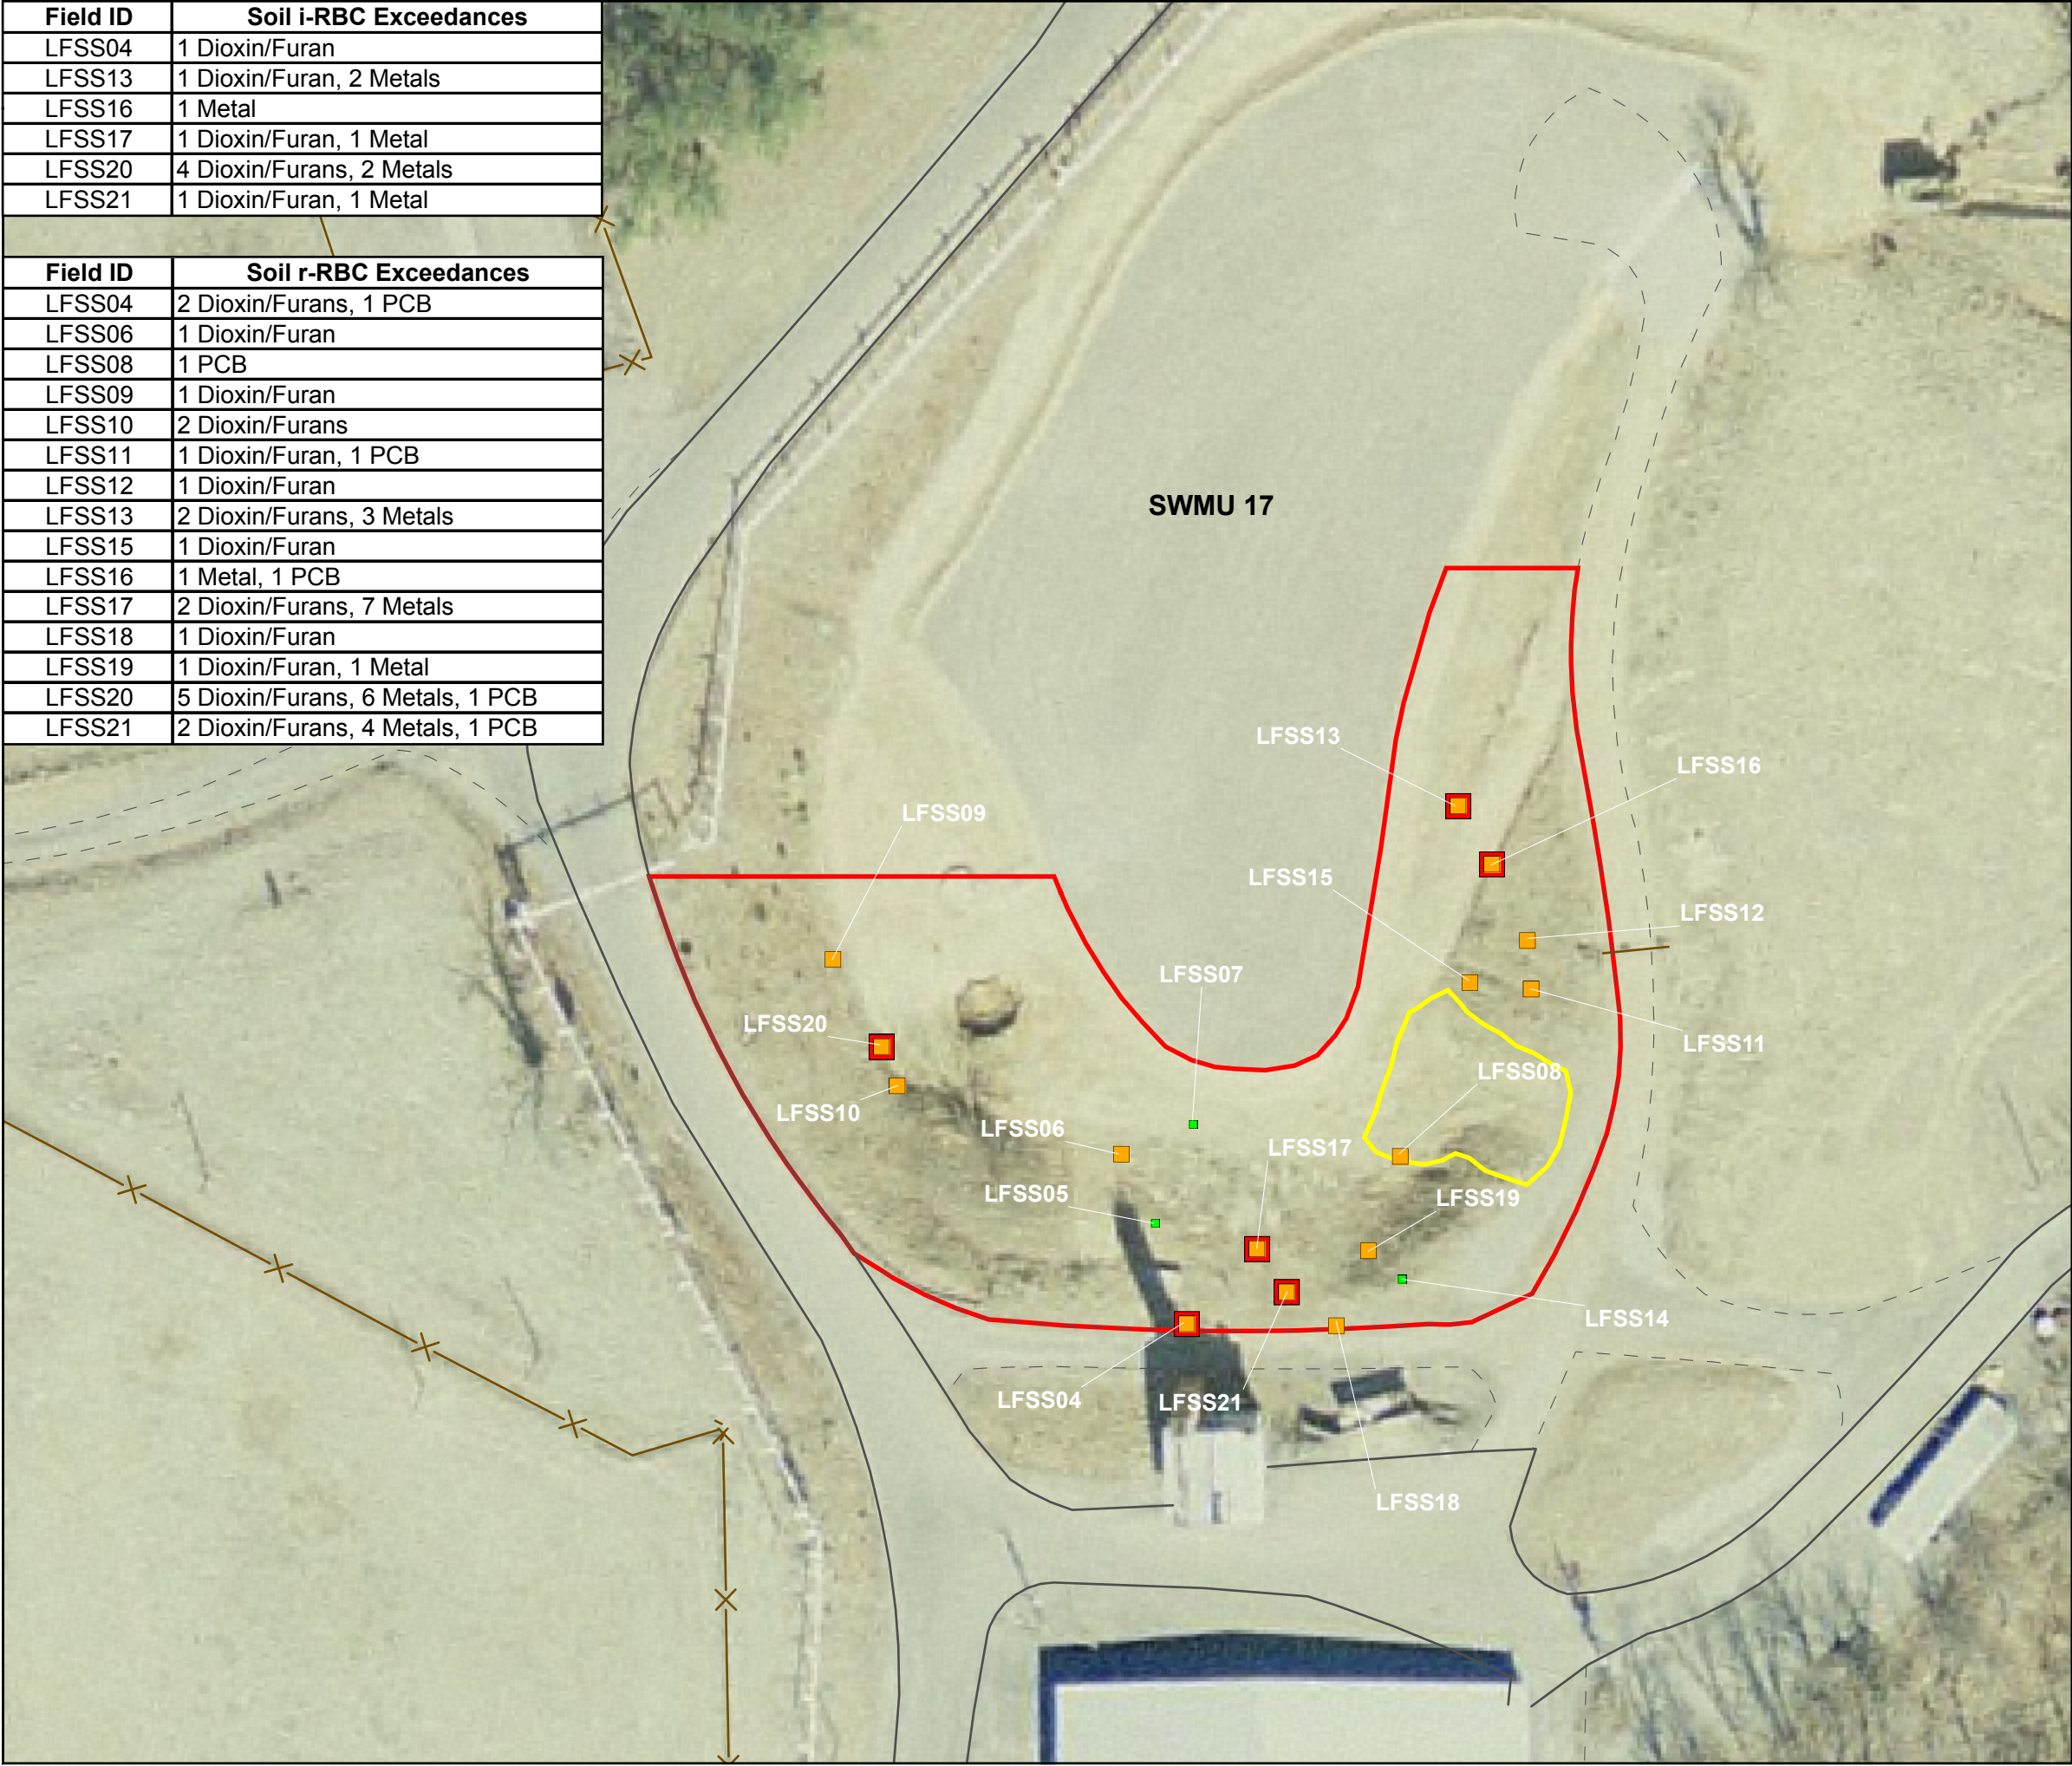 Field ID Soil i-RBC Exceedances
LFSS04 1 Dioxin/Furan
LFSS13 1 Dioxin/Furan, 2 Metals
LFSS16 1 Metal
LFSS17 1 Dioxin/Furan, 1 Metal
LFSS20 4 Dioxin/Furans, 2 Metals
LFSS21 1 Dioxin/Furan, 1 Metal
Field ID Soil r-RBC Exceedances
LFSS04 2 Dioxin/Furans, 1 PCB
LFSS06 1 Dioxin/Furan
LFSS08 1 PCB
LFSS09 1 Dioxin/Furan
LFSS10 2 Dioxin/Furans
LFSS11 1 Dioxin/Furan, 1 PCB
LFSS12 1 Dioxin/Furan
LFSS13 2 Dioxin/Furans, 3 Metals
LFSS15 1 Dioxin/Furan
LFSS16 1 Metal, 1 PCB
LFSS17 2 Dioxin/Furans, 7 Metals
LFSS18 1 Dioxin/Furan
LFSS19 1 Dioxin/Furan, 1 Metal
LFSS20 5 Dioxin/Furans, 6 Metals, 1 PCB
LFSS21 2 Dioxin/Furans, 4 Metals, 1 PCB
SWMU 17
LFSS13
LFSS16
LFSS09
LFSS15
LFSS12
LFSS07
LFSS20
LFSS11
LFSS08
LFSS10
LFSS06
LFSS17
LFSS05
LFSS19
LFSS14
LFSS04
LFSS21
LFSS18